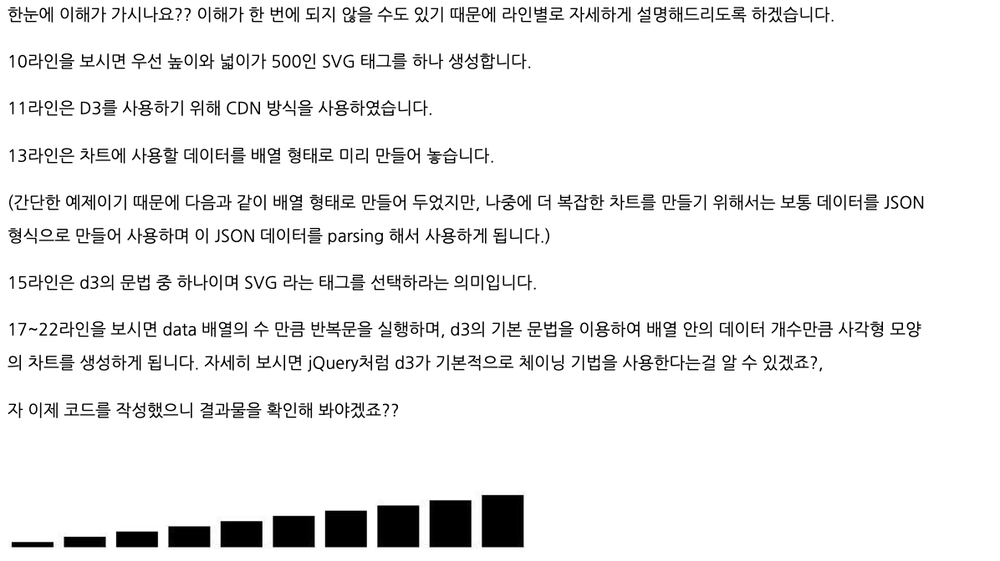 한눈에 이해가 가시나요?? 이해가 한 번에 되지 않을 수도 있기 때문에 라인별로 자세하게 설명해드리도록 하겠습니다.
10라인을 보시면 우선 높이와 넓이가 500인 SVG 태그를 하나 생성합니다.
11라인은 D3를 사용하기 위해 CDN 방식을 사용하였습니다.
13라인은 차트에 사용할 데이터를 배열 형태로 미리 만들어 놓습니다.
(간단한 예제이기 때문에 다음과 같이 배열 형태로 만들어 두었지만, 나중에 더 복잡한 차트를 만들기 위해서는 보통 데이터를 JSON
형식으로 만들어 사용하며 이 JSON 데이터를 parsing 해서 사용하게 됩니다.)
15라인은 d3의 문법 중 하나이며 SVG 라는 태그를 선택하라는 의미입니다.
17~22라인을 보시면 data 배열의 수 만큼 반복문을 실행하며, d3의 기본 문법을 이용하여 배열 안의 데이터 개수만큼 사각형 모양
의 차트를 생성하게 됩니다. 자세히 보시면 jQuery처럼 d3가 기본적으로 체이닝 기법을 사용한다는걸 알 수 있겠죠?,
자 이제 코드를 작성했으니 결과물을 확인해 봐야겠죠??